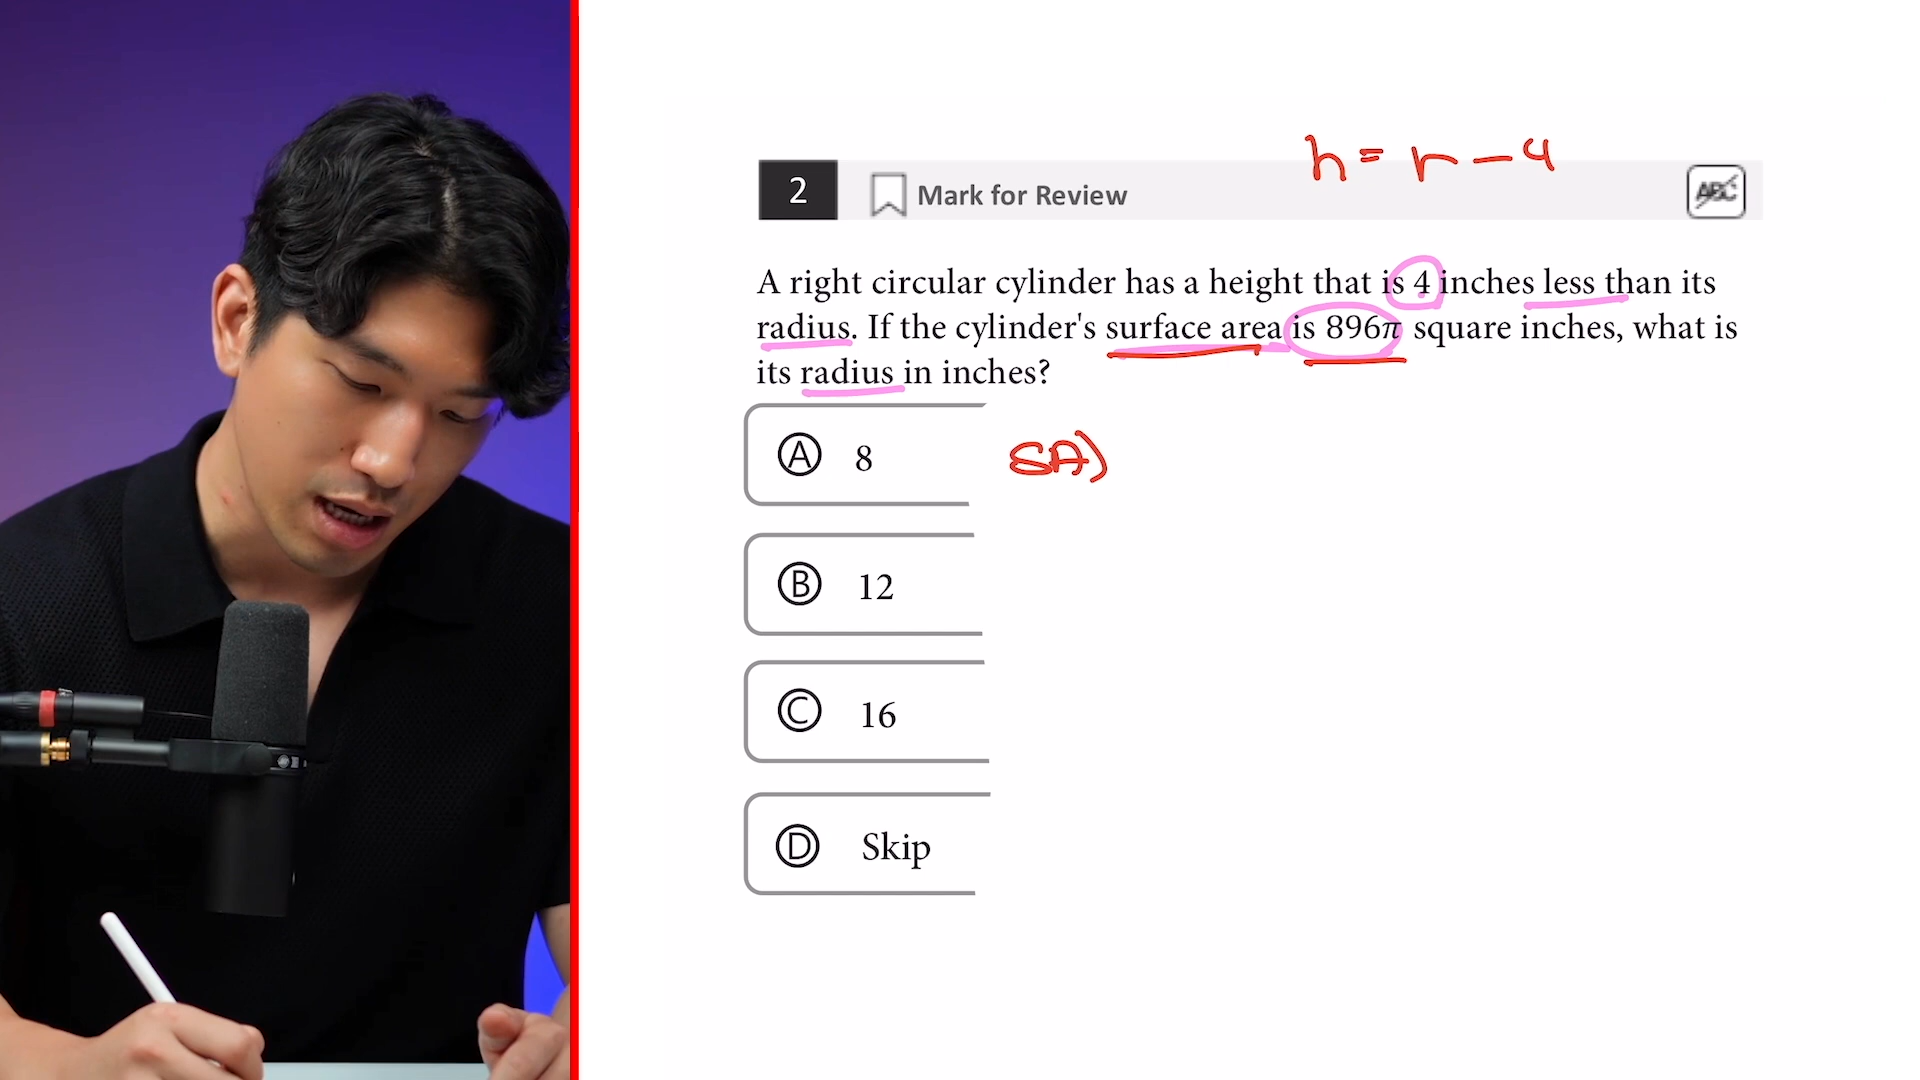 h = r - 4
2 Mark for Review ABC
A right circular cylinder has a height that is 4 inches less than its
radius. If the cylinder's surface area is 896π square inches, what is
its radius in inches?
A 8
SA)
B 12
C 16
D Skip